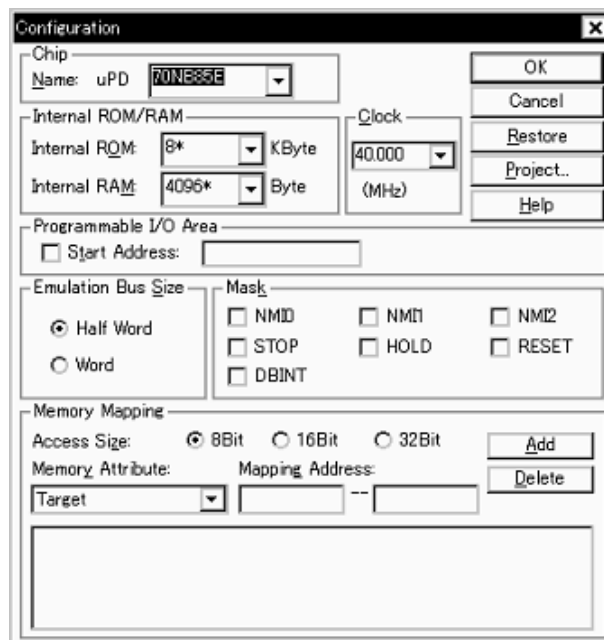 Configuration
Chip
Name: uPD 70NB85E
OK
Cancel
Restore
Project..
Help
Internal ROM/RAM
Internal ROM: 8* KByte
Internal RAM: 4096* Byte
Clock
40.000
(MHz)
Programmable I/O Area
Start Address:
Emulation Bus Size
Half Word
Word
Mask
NMI0 NMI1 NMI2
STOP HOLD RESET
DBINT
Memory Mapping
Access Size: 8Bit 16Bit 32Bit
Add
Memory Attribute: Mapping Address:
Delete
Target --